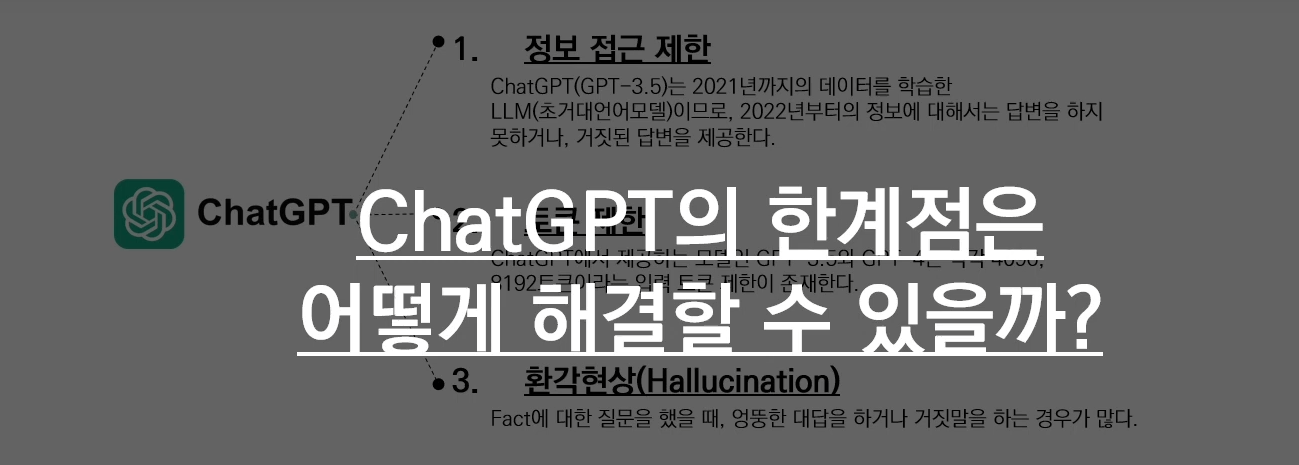 1. 정보 접근 제한
ChatGPT(GPT-3.5)는 2021년까지의 데이터를 학습한
LLM(초거대언어모델)이므로, 2022년부터의 정보에 대해서는 답변을 하지
못하거나, 거짓된 답변을 제공한다.
ChatGPT
2. 토큰 제한
ChatGPT의 한계점은
ChatGPT에서 제공하는 모델인 GPT-3.5와 GPT-4는 각각 4096,
8192토큰이라는 입력 토큰 제한이 존재한다.
어떻게 해결할 수 있을까?
3. 환각현상(Hallucination)
Fact에 대한 질문을 했을 때, 엉뚱한 대답을 하거나 거짓말을 하는 경우가 많다.